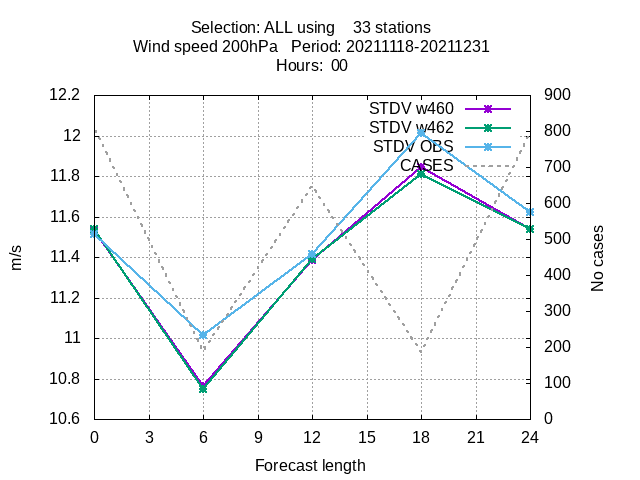 Selection: ALL using    33 stations
Wind speed 200hPa   Period: 20211118-20211231
Hours:  00
12.2
12
11.8
11.6
11.4
11.2
11
10.8
10.6
900
800
700
600
500
400
300
200
100
0
STDV w460
STDV w462
STDV OBS
CASES
m/s
No cases
0 3 6 9 12 15 18 21 24
Forecast length